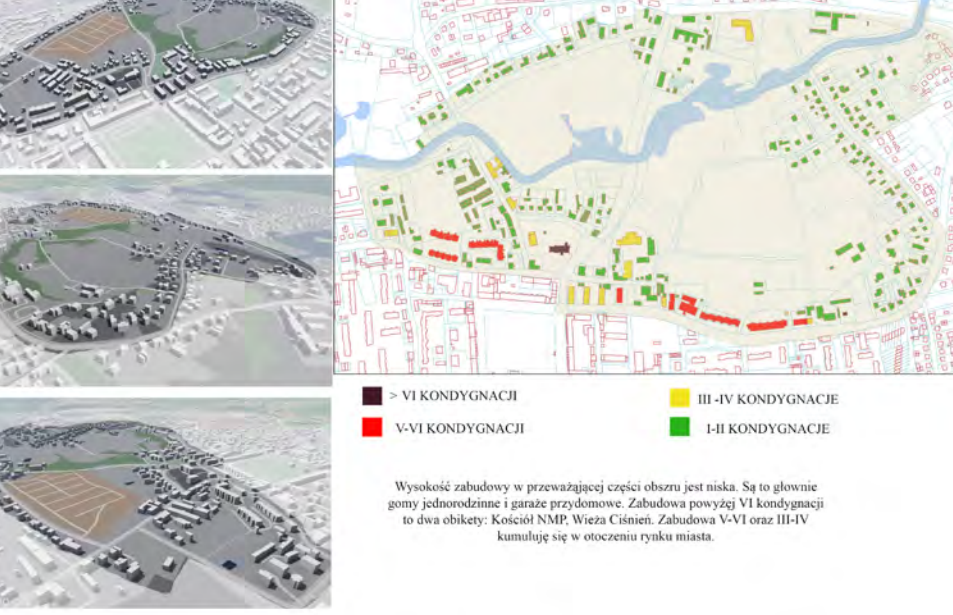 > VI KONDYGNACJI
III -IV KONDYGNACJE
V-VI KONDYGNACJI
I-II KONDYGNACJE
Wysokość zabudowy w przeważającej części obszru jest niska. Są to głownie
gomy jednorodzinne i garaże przydomowe. Zabudowa powyżej VI kondygnacji
to dwa obikety: Kościół NMP, Wieża Ciśnień. Zabudowa V-VI oraz III-IV
kumuluję się w otoczeniu rynku miasta.